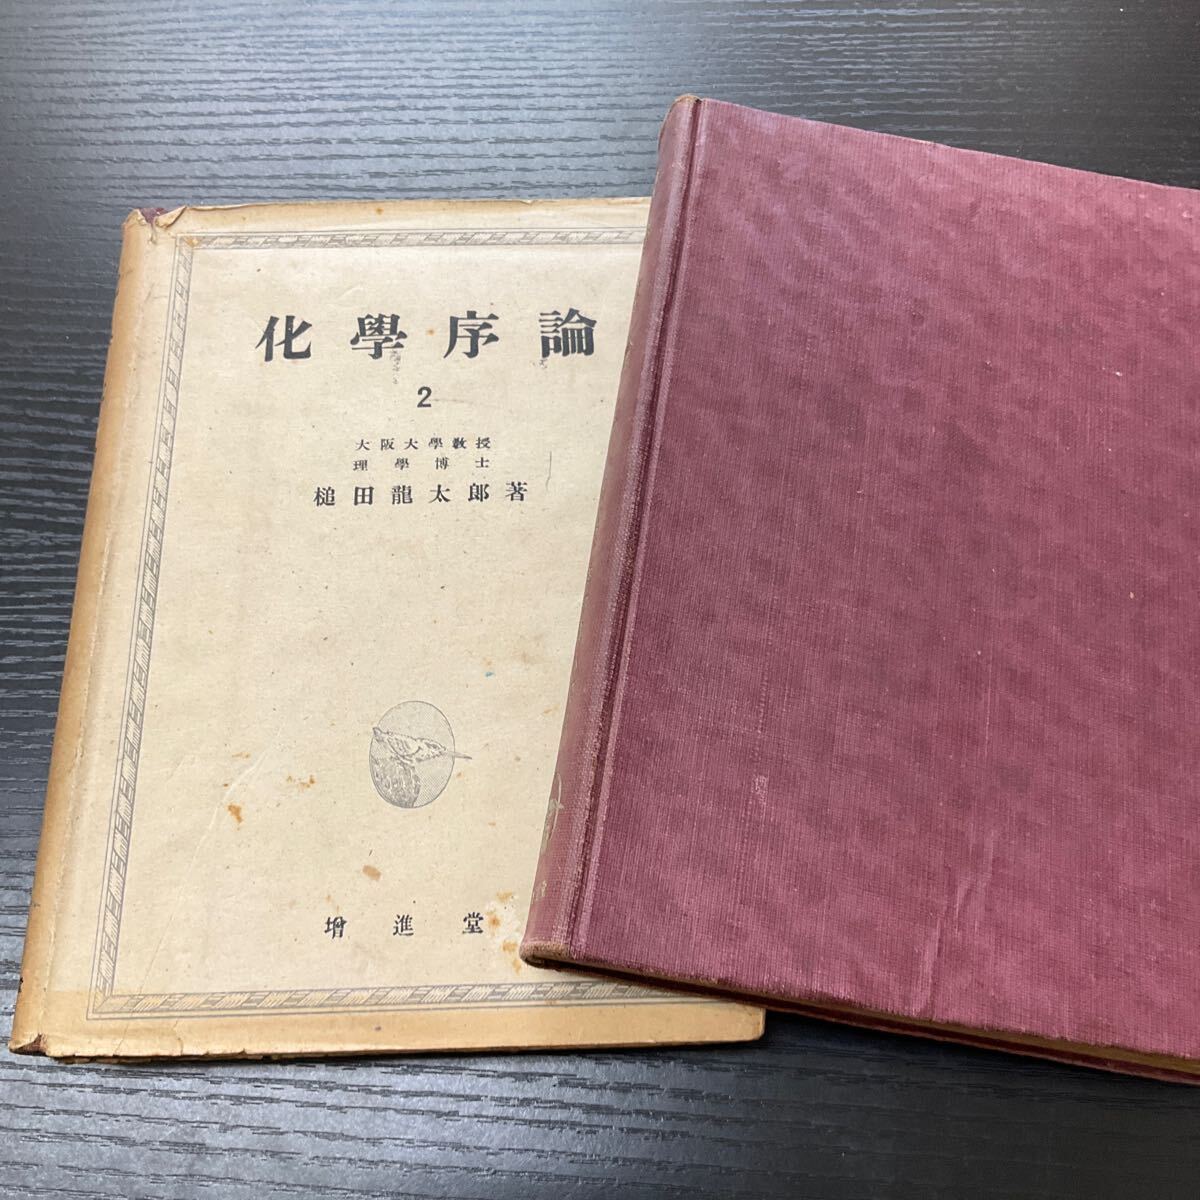 化學序論
2
大阪大學教授
理學博士
槌田龍太郎著
增進堂